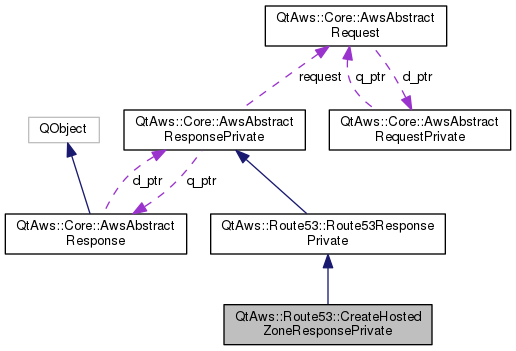 QtAws::Core::AwsAbstract
Request
request
q_ptr
d_ptr
QtAws::Core::AwsAbstract
ResponsePrivate
QtAws::Core::AwsAbstract
RequestPrivate
QObject
d_ptr
q_ptr
QtAws::Core::AwsAbstract
Response
QtAws::Route53::Route53Response
Private
QtAws::Route53::CreateHosted
ZoneResponsePrivate